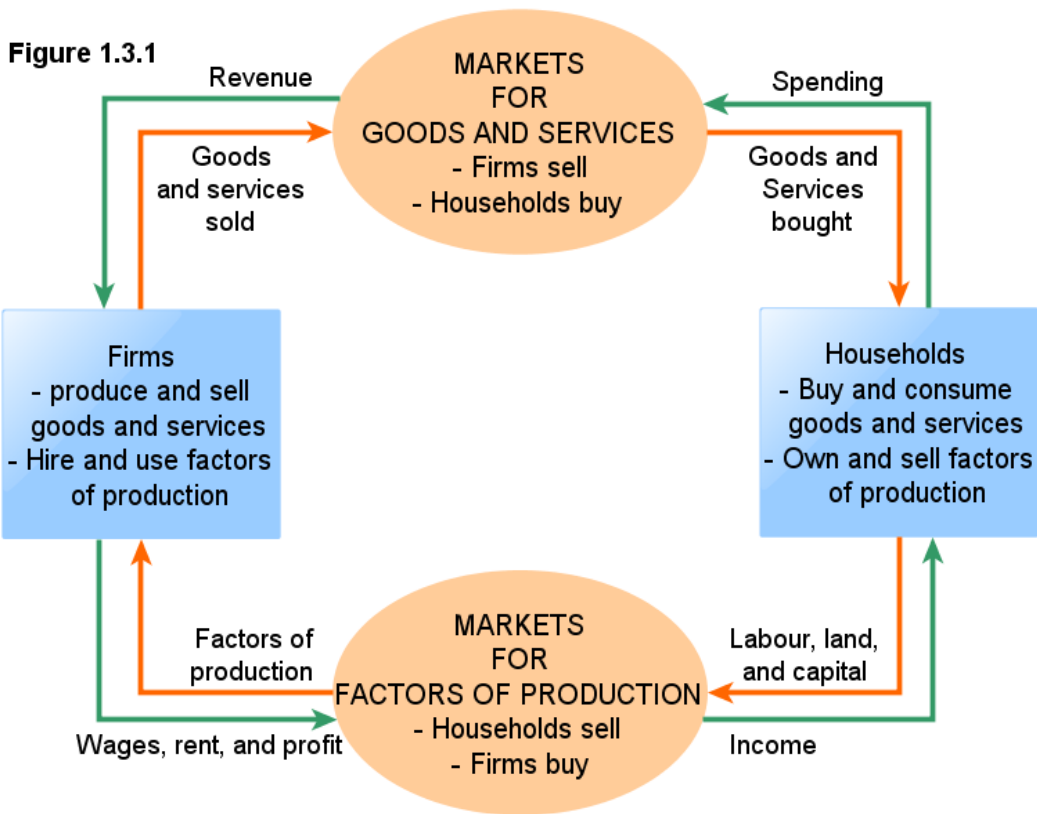 Figure 1.3.1
MARKETS
FOR
GOODS AND SERVICES
- Firms sell
- Households buy
Revenue
Goods
and services
sold
Spending
Goods and
Services
bought
Firms
- produce and sell
goods and services
- Hire and use factors
of production
Households
- Buy and consume
goods and services
- Own and sell factors
of production
Factors of
production
Wages, rent, and profit
MARKETS
FOR
FACTORS OF PRODUCTION
- Households sell
- Firms buy
Labour, land,
and capital
Income